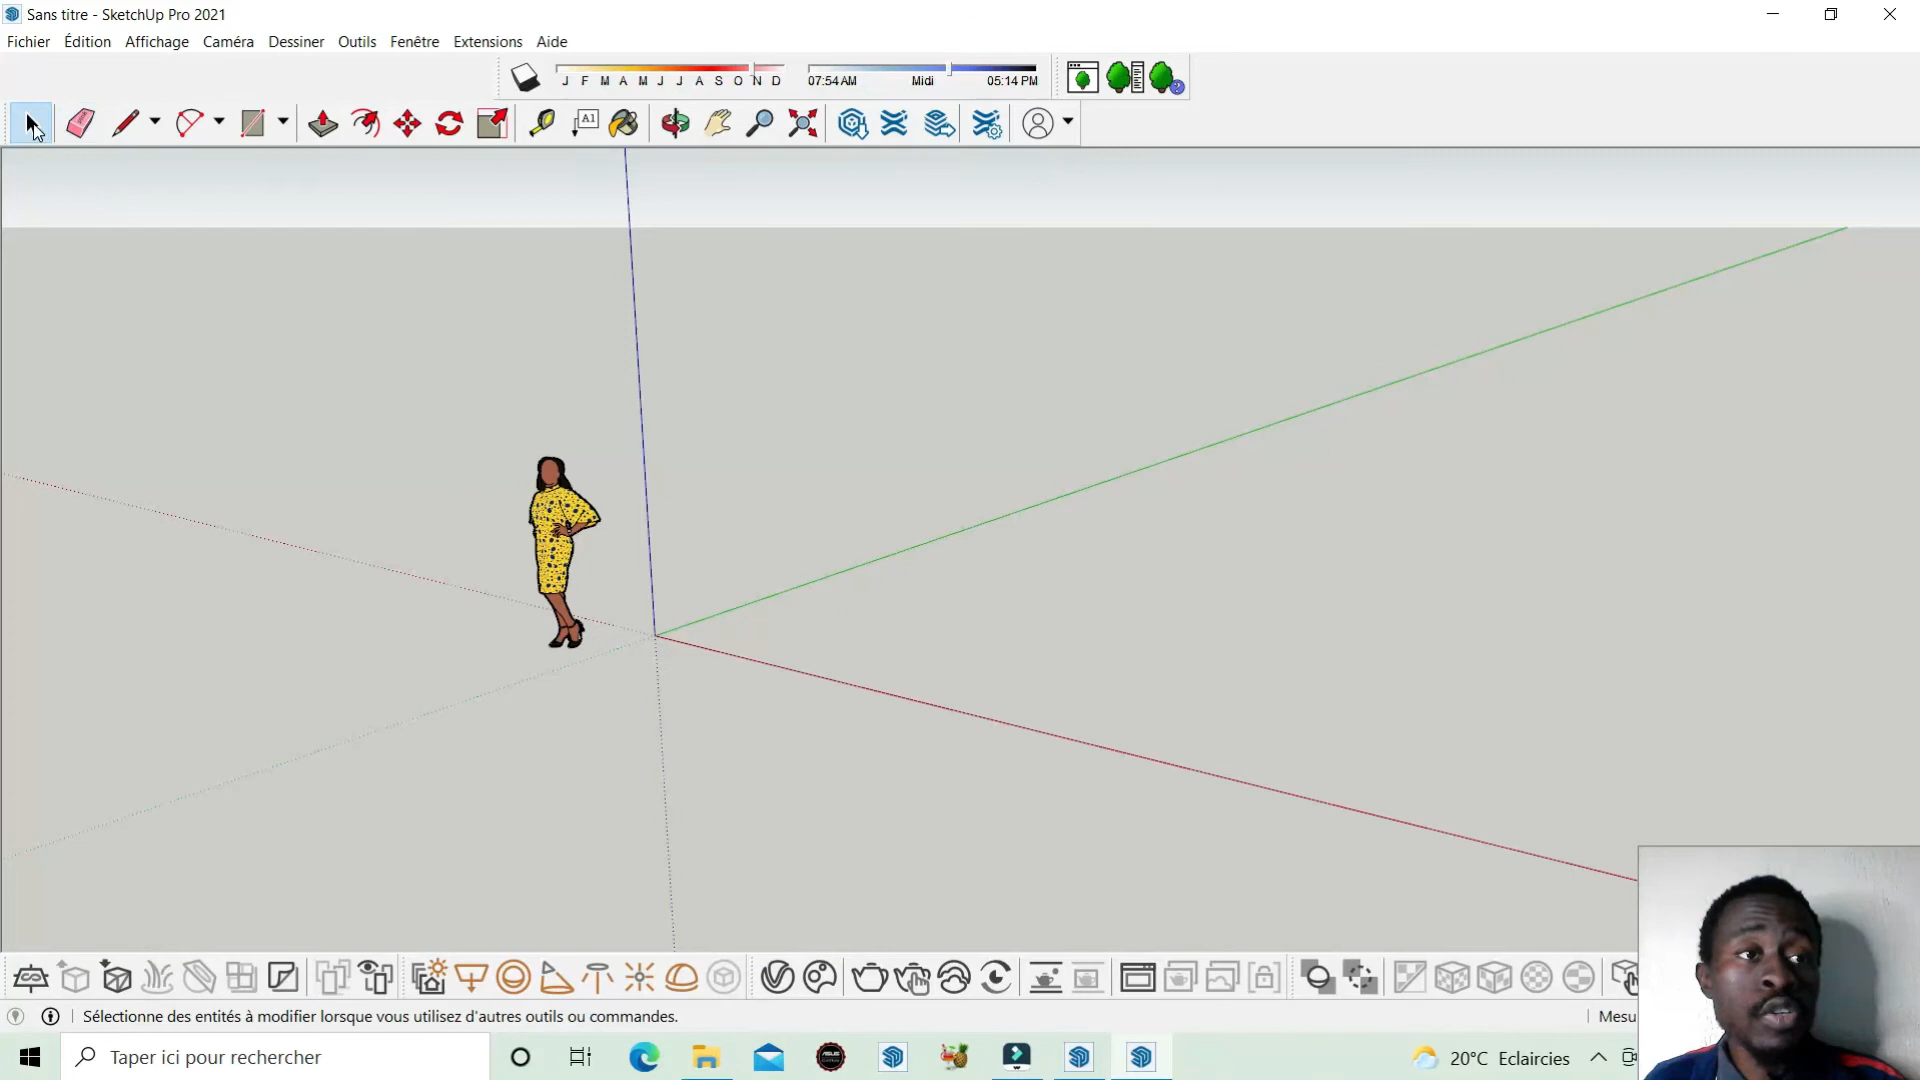 Sans titre - SketchUp Pro 2021
Fichier Édition Affichage Caméra Dessiner Outils Fenêtre Extensions Aide
J F M A M J J A S O N D 07:54 AM Midi 05:14 PM
A1
Sélectionne des entités à modifier lorsque vous utilisez d'autres outils ou commandes. Mesu
Taper ici pour rechercher 20°C Eclaircies